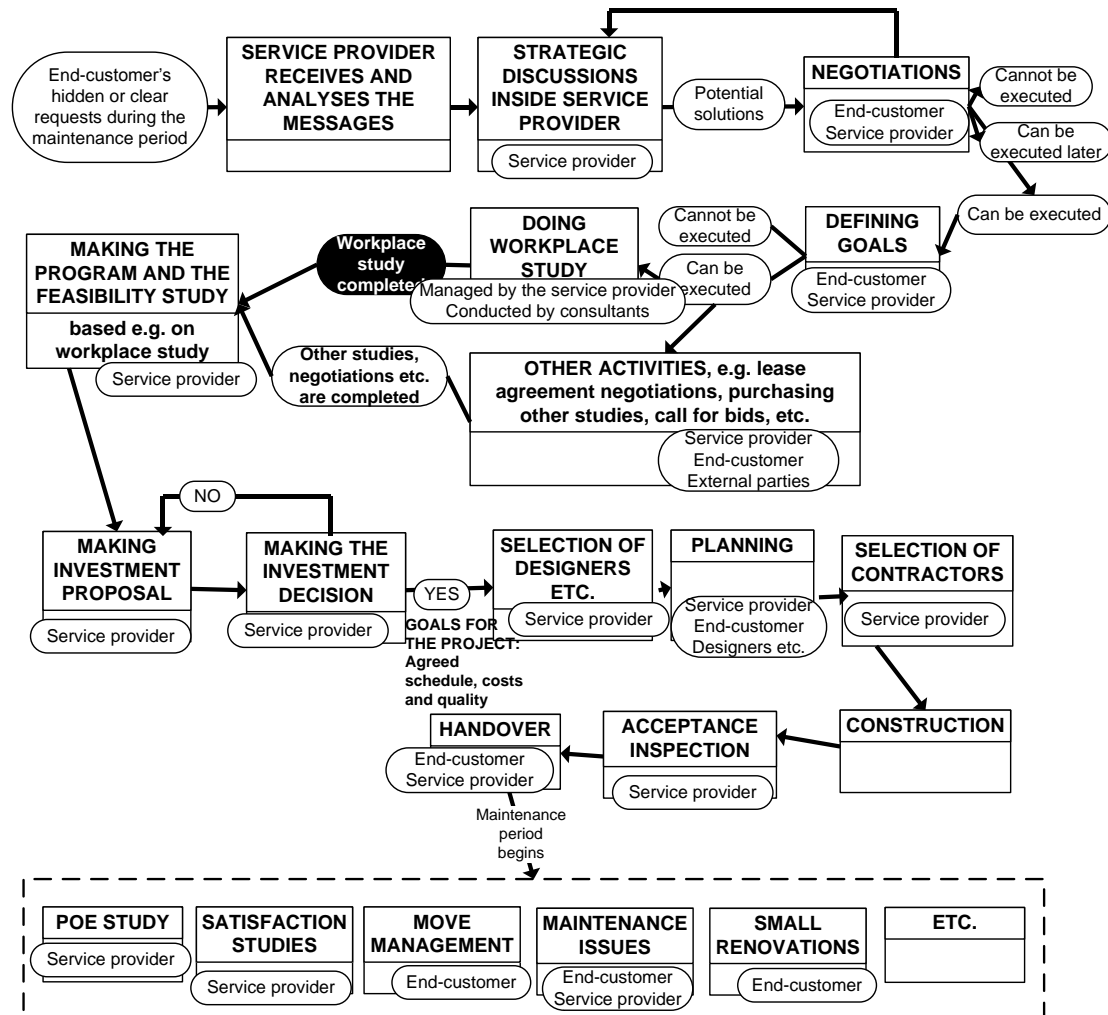 End-customer's
hidden or clear
requests during the
maintenance period
SERVICE PROVIDER
RECEIVES AND
ANALYSES THE
MESSAGES
STRATEGIC
DISCUSSIONS
INSIDE SERVICE
PROVIDER
Service provider
Potential
solutions
NEGOTIATIONS
End-customer
Service provider
Cannot be
executed
Can be
executed later
Can be executed
DEFINING
GOALS
End-customer
Service provider
Cannot be
executed
Can be
executed
DOING
WORKPLACE
STUDY
Managed by the service provider
Conducted by consultants
Workplace
study
completed
MAKING THE
PROGRAM AND THE
FEASIBILITY STUDY
based e.g. on
workplace study
Service provider
Other studies,
negotiations etc.
are completed
OTHER ACTIVITIES, e.g. lease
agreement negotiations, purchasing
other studies, call for bids, etc.
Service provider
End-customer
External parties
NO
MAKING
INVESTMENT
PROPOSAL
Service provider
MAKING THE
INVESTMENT
DECISION
Service provider
YES
GOALS FOR
THE PROJECT:
Agreed
schedule, costs
and quality
SELECTION OF
DESIGNERS
ETC.
Service provider
PLANNING
Service provider
End-customer
Designers etc.
SELECTION OF
CONTRACTORS
Service provider
CONSTRUCTION
ACCEPTANCE
INSPECTION
Service provider
HANDOVER
End-customer
Service provider
Maintenance
period
begins
POE STUDY
Service provider
SATISFACTION
STUDIES
Service provider
MOVE
MANAGEMENT
End-customer
MAINTENANCE
ISSUES
End-customer
Service provider
SMALL
RENOVATIONS
End-customer
ETC.